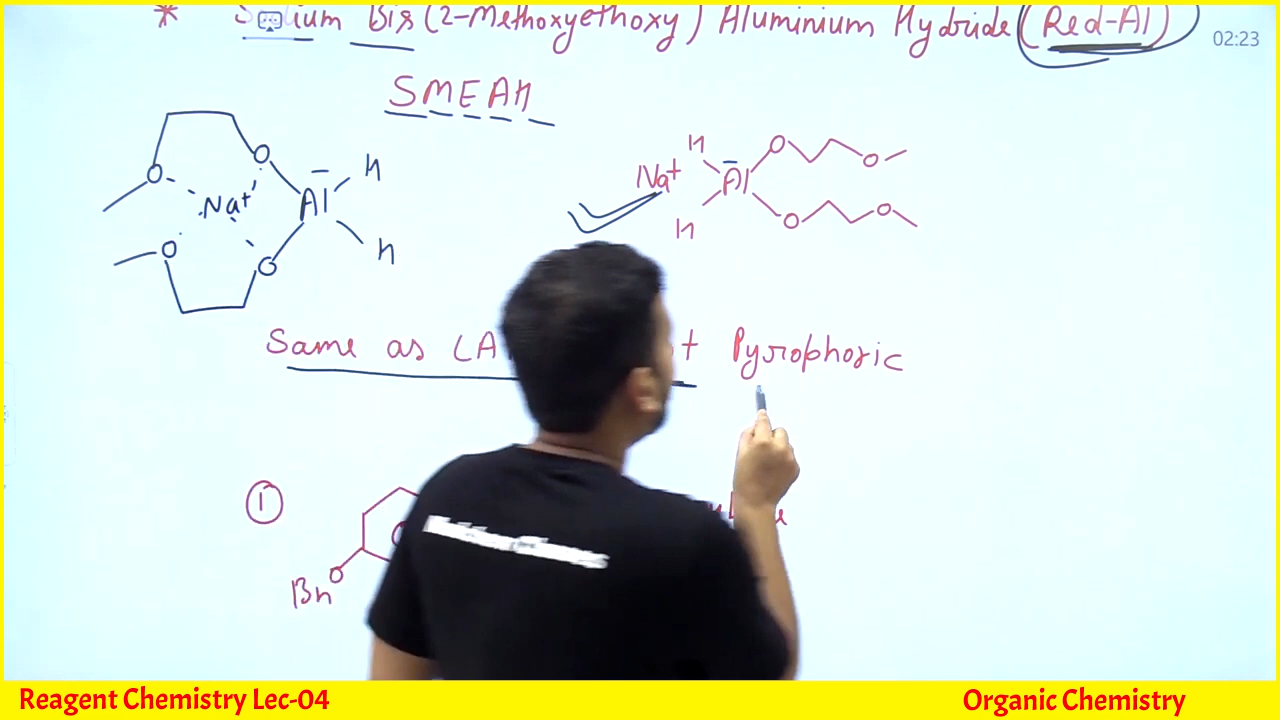 * Sodium Bis (2-Methoxyethoxy) Aluminium Hydride (Red-Al)
02:23
SMEAH
O O Al H H Na+ O O
Na+ H H Al O O O O
Same as LA Pyrophoric
1
BnO
Reagent Chemistry Lec-04
Organic Chemistry